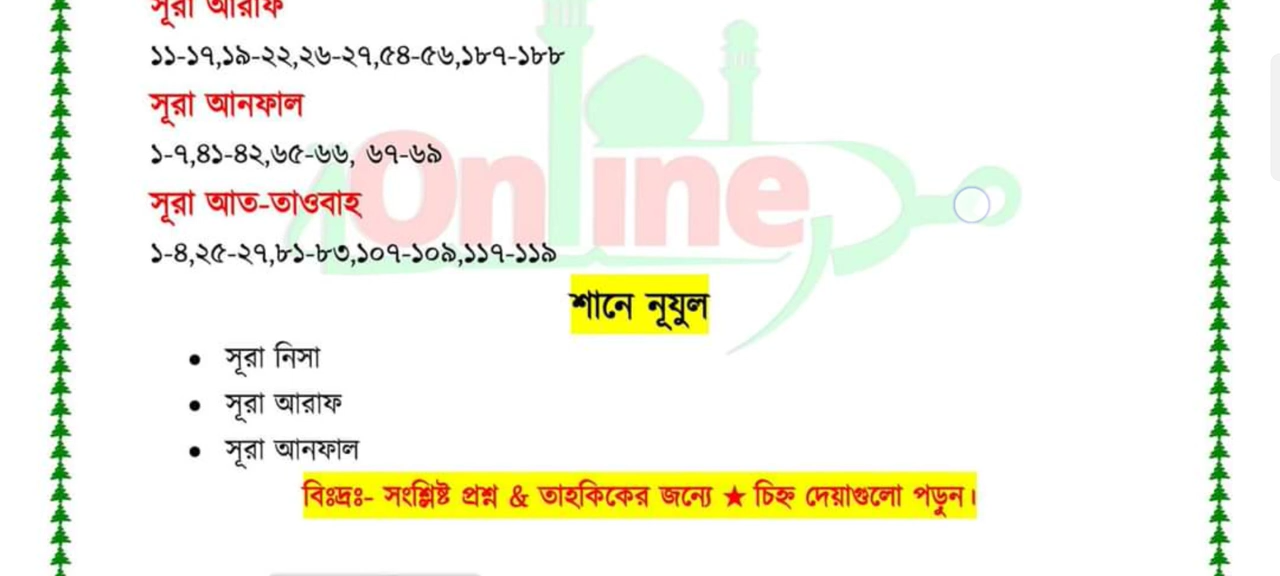 সূরা আরাফ
১১-১৭,১৯-২২,২৬-২৭,৫৪-৫৬,১৮৭-১৮৮
সূরা আনফাল
১-৭,৪১-৪২,৬৫-৬৬, ৬৭-৬৯
Online
সূরা আত-তাওবাহ
১-৪,২৫-২৭,৮১-৮৩,১০৭-১০৯,১১৭-১১৯
শানে নূযুল
• সূরা নিসা
• সূরা আরাফ
• সূরা আনফাল
বিঃদ্রঃ- সংশ্লিষ্ট প্রশ্ন & তাহকিকের জন্যে ★ চিহ্ন দেয়াগুলো পড়ুন।